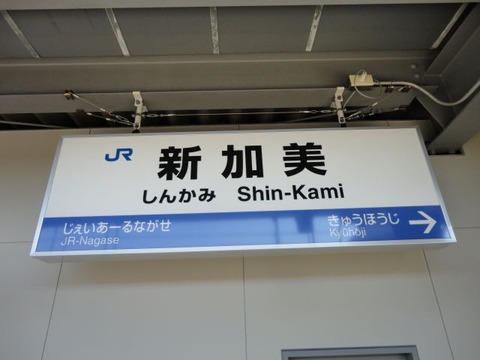 JR 新加美
しんかみ Shin-Kami
じぇいあーるながせ きゅうほうじ →
JR-Nagase Kyūhōji